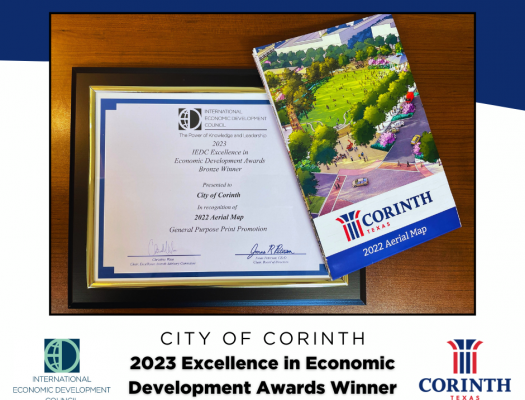 INTERNATIONAL
ECONOMIC DEVELOPMENT
COUNCIL
The Power of Knowledge and Leadership
2023
IEDC Excellence in
Economic Development Awards
Bronze Winner
Presented to
City of Corinth
In recognition of
2022 Aerial Map
General Purpose Print Promotion
CORINTH
TEXAS
2022 Aerial Map
CITY OF CORINTH
2023 Excellence in Economic
Development Awards Winner
INTERNATIONAL
ECONOMIC DEVELOPMENT
COUNCIL
CORINTH
TEXAS